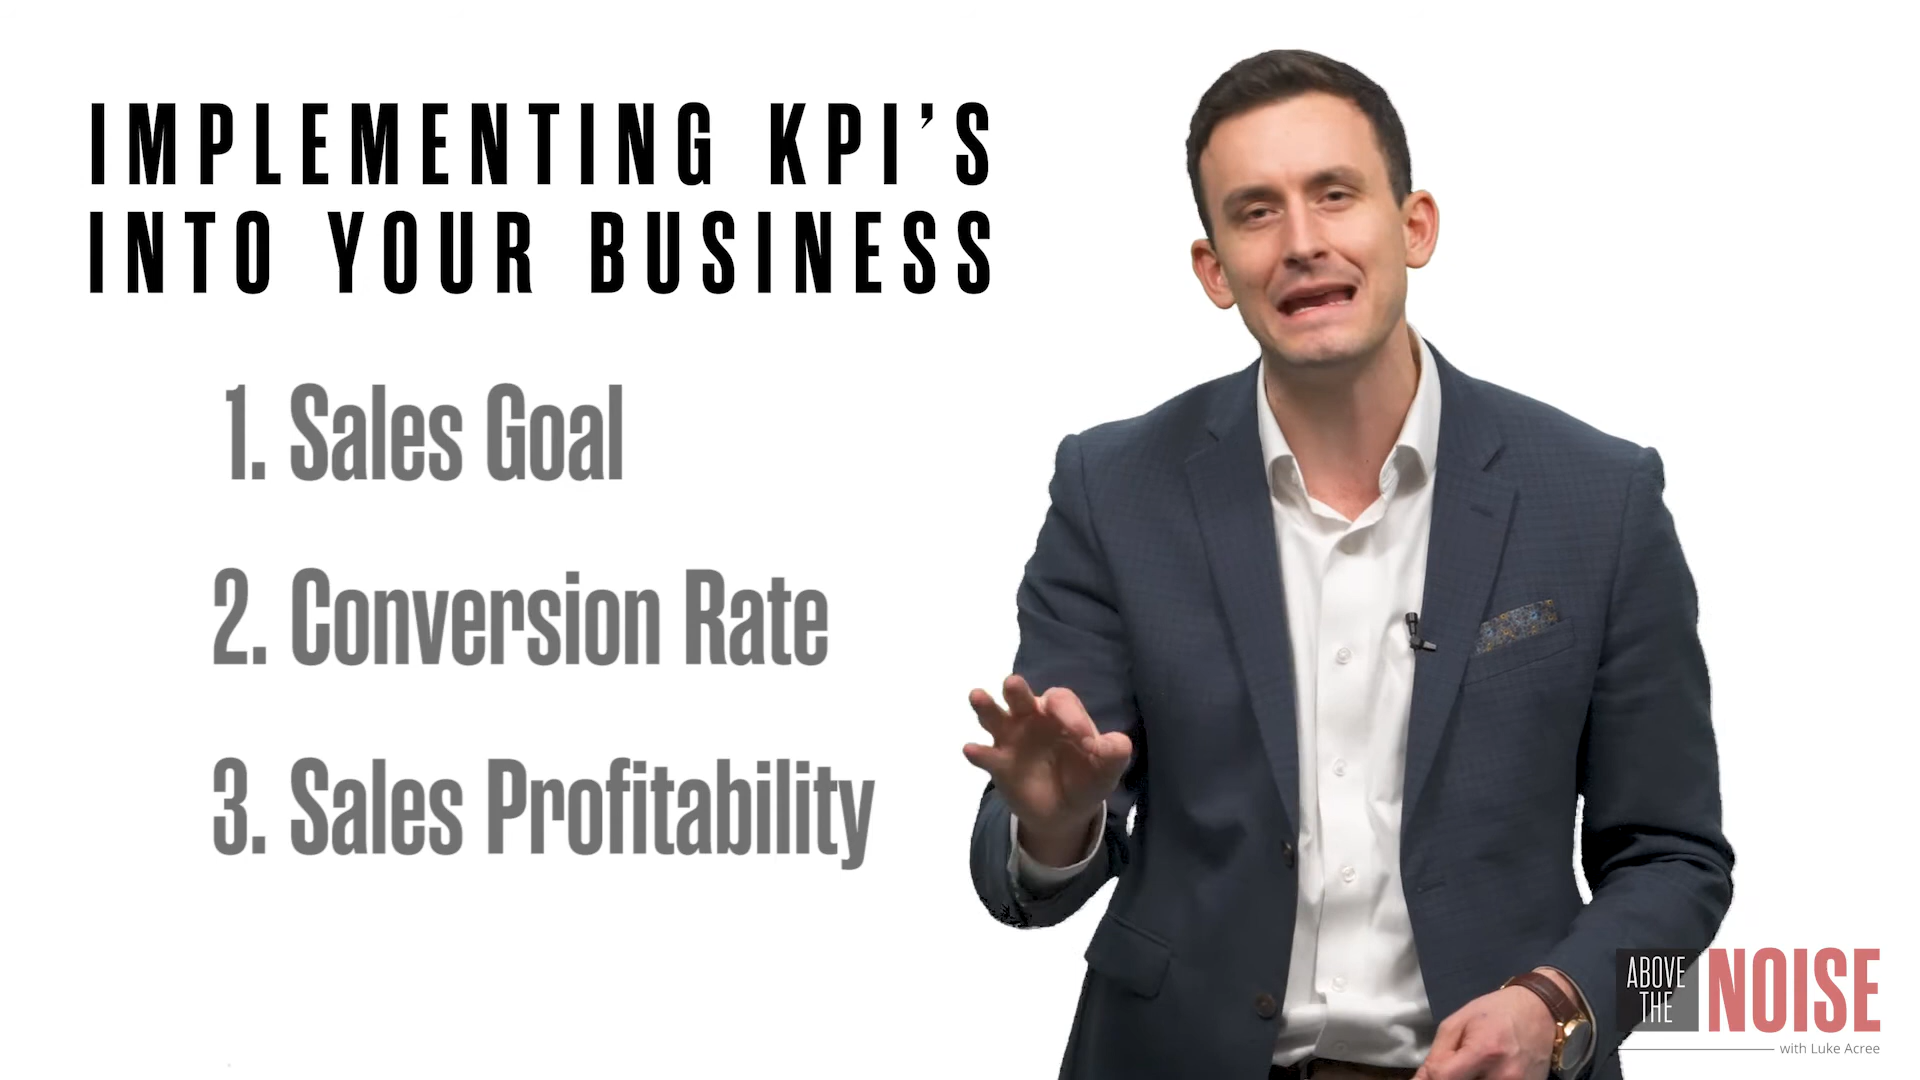 IMPLEMENTING KPI'S
INTO YOUR BUSINESS
1. Sales Goal
2. Conversion Rate
3. Sales Profitability
ABOVE
THE
NOISE
with Luke Acree